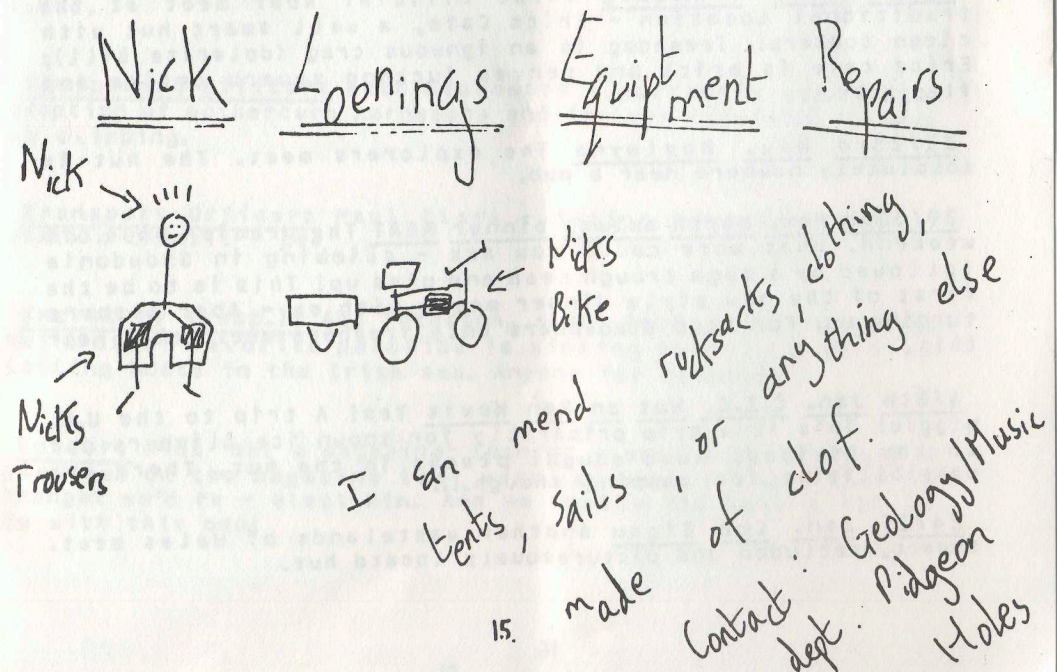 Nick Loenings Equiptment Repairs
Nick
Nicks
Bike
Nicks
Trousers
I can mend rucksacks, clothing,
tents, sails, or anything else
made of clof.
Contact: Geology/Music
dept. Pidgeon
Holes
15.